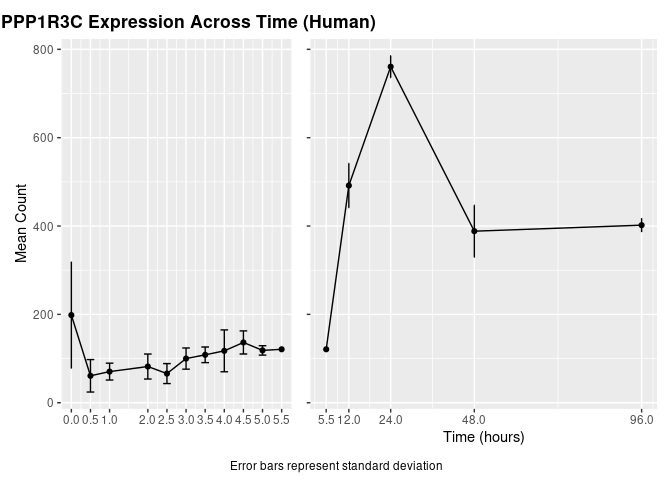 PPP1R3C Expression Across Time (Human)
Mean Count
800
600
400
200
0
0.0 0.5 1.0 2.0 2.5 3.0 3.5 4.0 4.5 5.0 5.5
5.5 12.0 24.0 48.0 96.0
Time (hours)
Error bars represent standard deviation